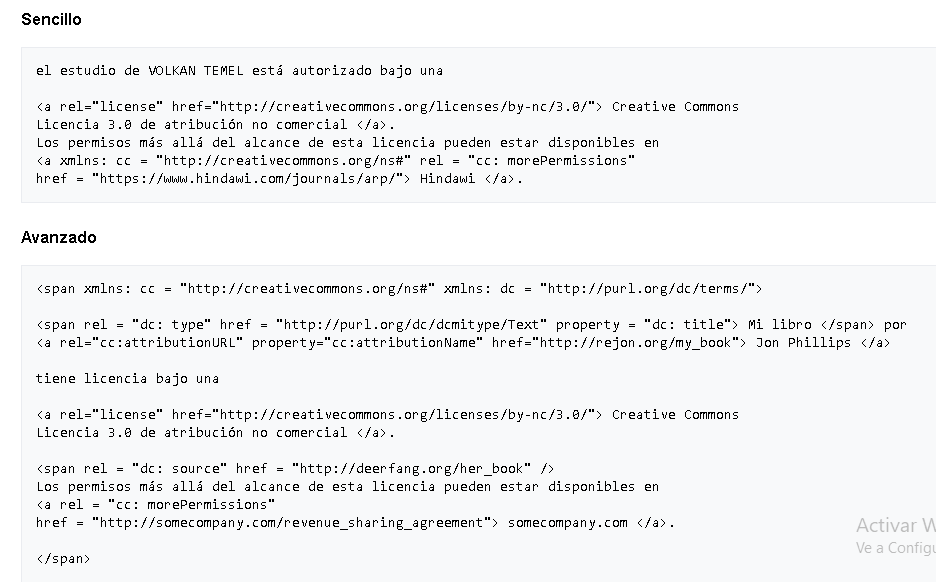 Sencillo
el estudio de VOLKAN TEMEL está autorizado bajo una
<a rel="license" href="http://creativecommons.org/licenses/by-nc/3.0/"> Creative Commons
Licencia 3.0 de atribución no comercial </a>.
Los permisos más allá del alcance de esta licencia pueden estar disponibles en
<a xmlns: cc = "http://creativecommons.org/ns#" rel = "cc: morePermissions"
href = "https://www.hindawi.com/journals/arp/"> Hindawi </a>.
Avanzado
<span xmlns: cc = "http://creativecommons.org/ns#" xmlns: dc = "http://purl.org/dc/terms/">
<span rel = "dc: type" href = "http://purl.org/dc/dcmitype/Text" property = "dc: title"> Mi libro </span> por
<a rel="cc:attributionURL" property="cc:attributionName" href="http://rejon.org/my_book"> Jon Phillips </a>
tiene licencia bajo una
<a rel="license" href="http://creativecommons.org/licenses/by-nc/3.0/"> Creative Commons
Licencia 3.0 de atribución no comercial </a>.
<span rel = "dc: source" href = "http://deerfang.org/her_book" />
Los permisos más allá del alcance de esta licencia pueden estar disponibles en
<a rel = "cc: morePermissions"
href = "http://somecompany.com/revenue_sharing_agreement"> somecompany.com </a>.
</span>
Activar W
Ve a Configu